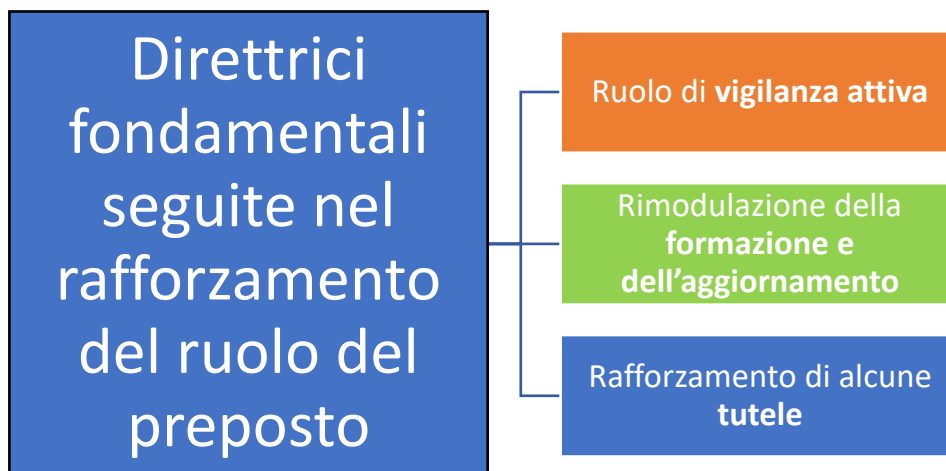 Direttrici
fondamentali
seguite nel
rafforzamento
del ruolo del
preposto
Ruolo di vigilanza attiva
Rimodulazione della
formazione e
dell'aggiornamento
Rafforzamento di alcune
tutele